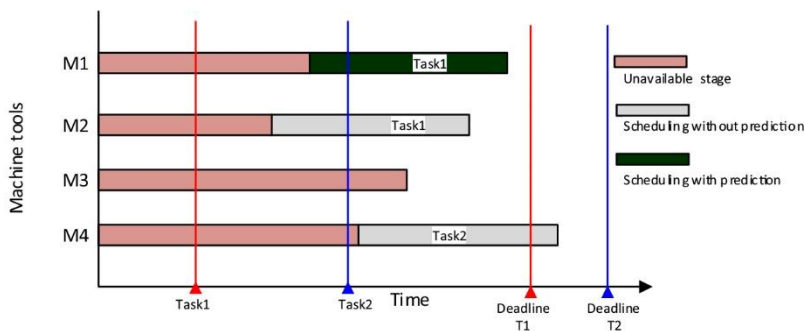 M1
Task1
M2
Task1
M3
M4
Task2
Machine tools
Task1
Task2
Time
Deadline
T1
Deadline
T2
Unavailable stage
Scheduling without prediction
Scheduling with prediction